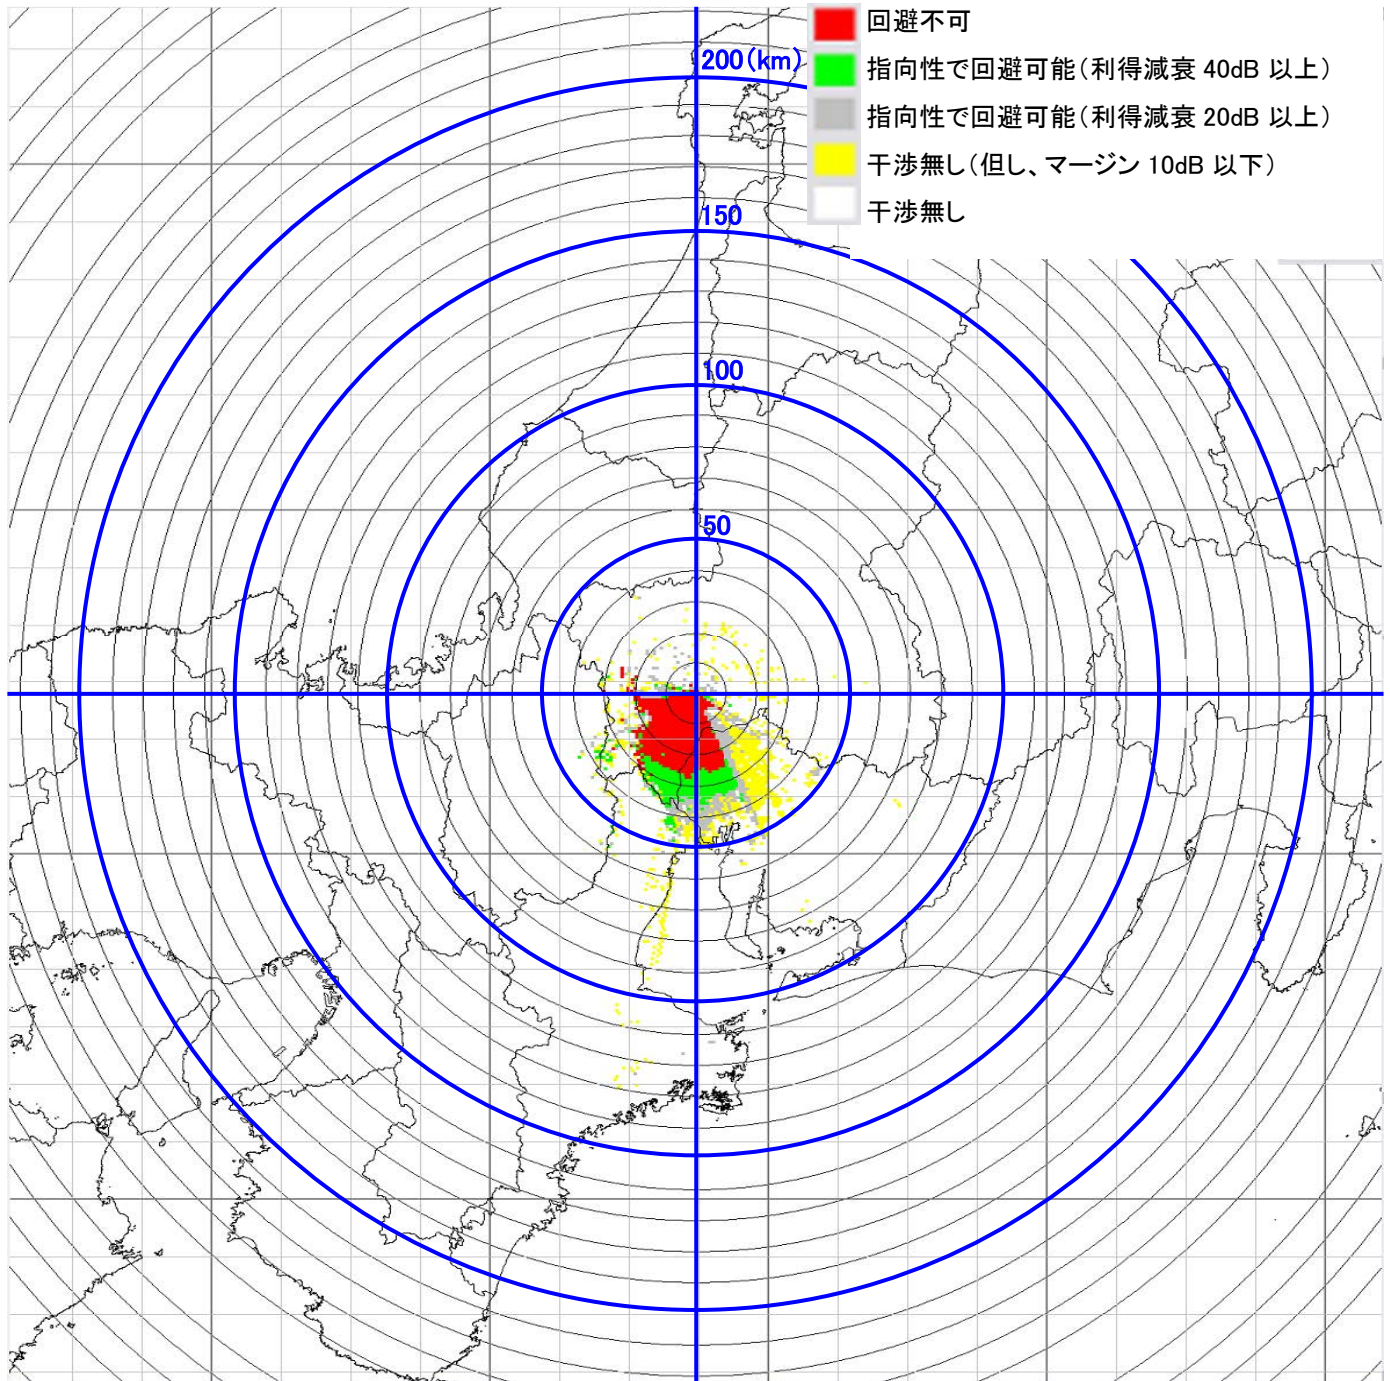 回避不可
指向性で回避可能(利得減衰 40dB 以上)
指向性で回避可能(利得減衰 20dB 以上)
干渉無し(但し、マージン 10dB 以下)
干渉無し
200(km)
150
100
50